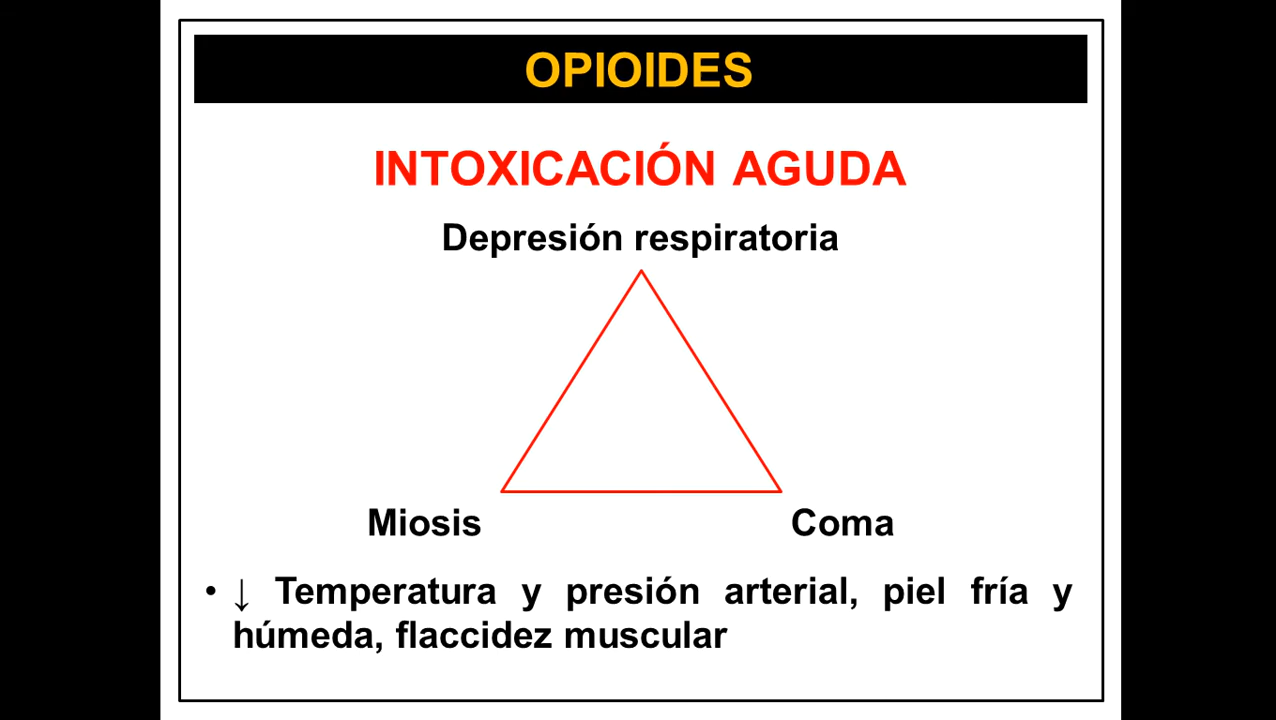 OPIOIDES
INTOXICACIÓN AGUDA
Depresión respiratoria
Miosis
Coma
• ↓ Temperatura y presión arterial, piel fría y
húmeda, flaccidez muscular